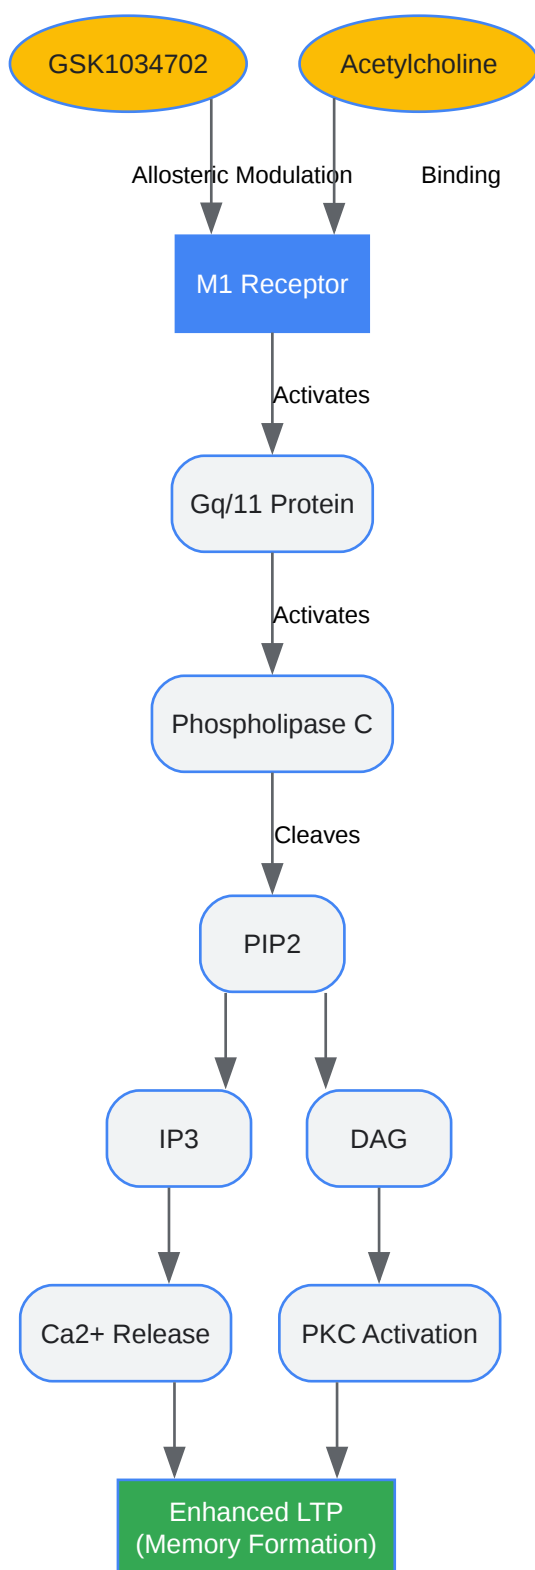 GSK1034702
Acetylcholine
Allosteric Modulation
Binding
M1 Receptor
Activates
Gq/11 Protein
Activates
Phospholipase C
Cleaves
PIP2
IP3
DAG
Ca2+ Release
PKC Activation
Enhanced LTP
(Memory Formation)